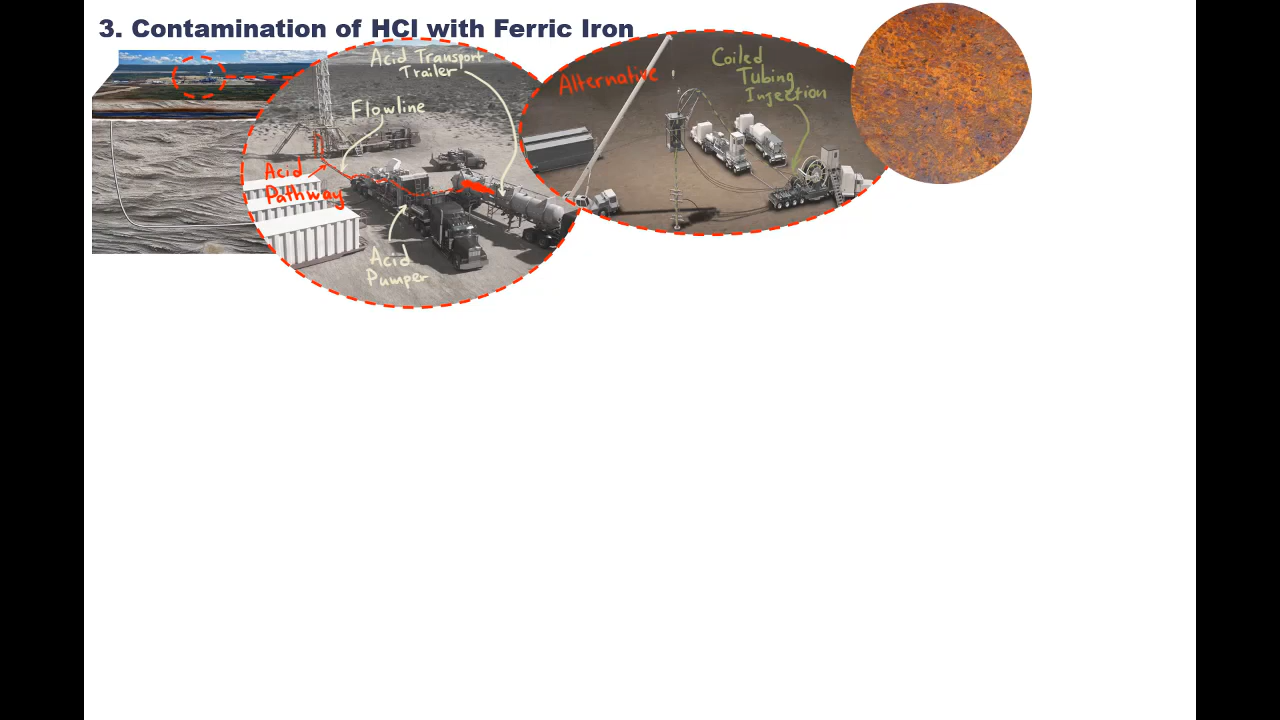 3. Contamination of HCl with Ferric Iron
Acid Transport
Trailer
Flowline
Acid
Pathway
Acid
Pumper
Alternative
Coiled
Tubing
Injection